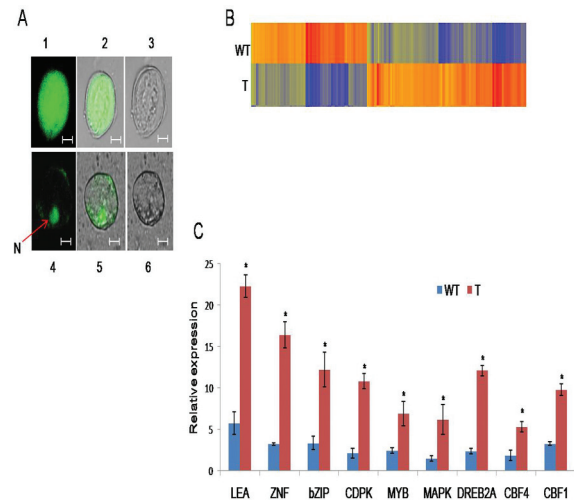 A
B
1 2 3
WT
T
N
4 5 6
C
25
20
15
10
5
0
Relative expression
WT T
* * * * * * * * *
LEA ZNF bZIP CDPK MYB MAPK DREB2A CBF4 CBF1